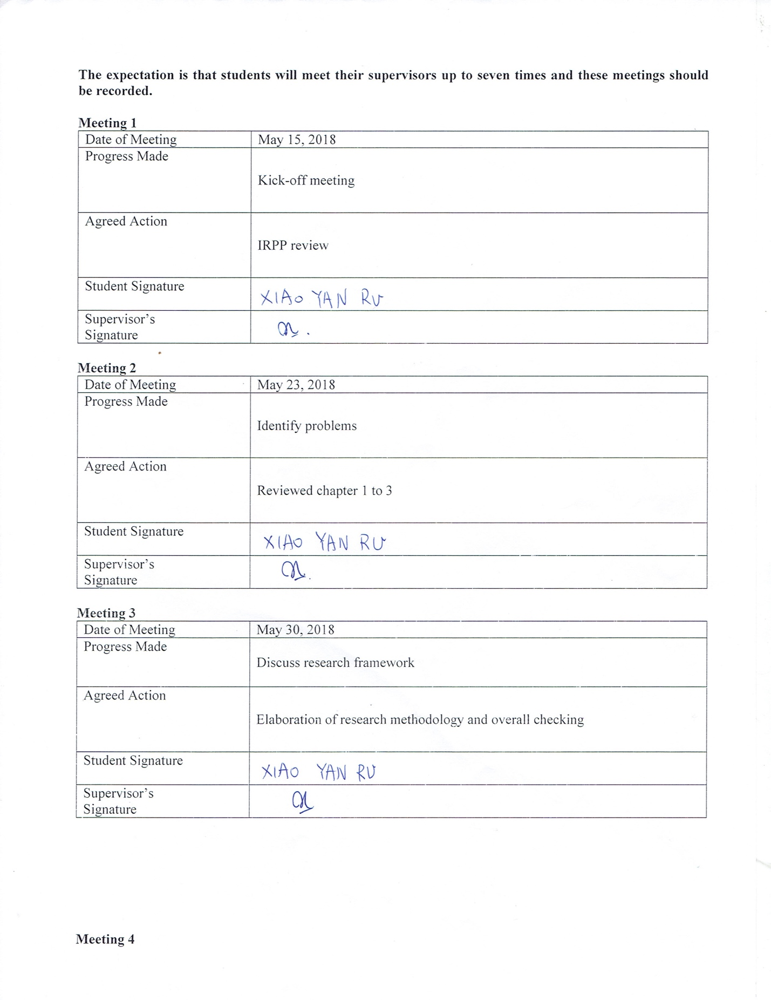 The expectation is that students will meet their supervisors up to seven times and these meetings should
be recorded.
Meeting 1
Date of Meeting May 15, 2018
Progress Made
Kick-off meeting
Agreed Action
IRPP review
Student Signature
XIAO YAN RU
Supervisor's
Signature
Meeting 2
Date of Meeting May 23, 2018
Progress Made
Identify problems
Agreed Action
Reviewed chapter 1 to 3
Student Signature
XIAO YAN RU
Supervisor's
Signature
Meeting 3
Date of Meeting May 30, 2018
Progress Made
Discuss research framework
Agreed Action
Elaboration of research methodology and overall checking
Student Signature
XIAO YAN RU
Supervisor's
Signature
Meeting 4